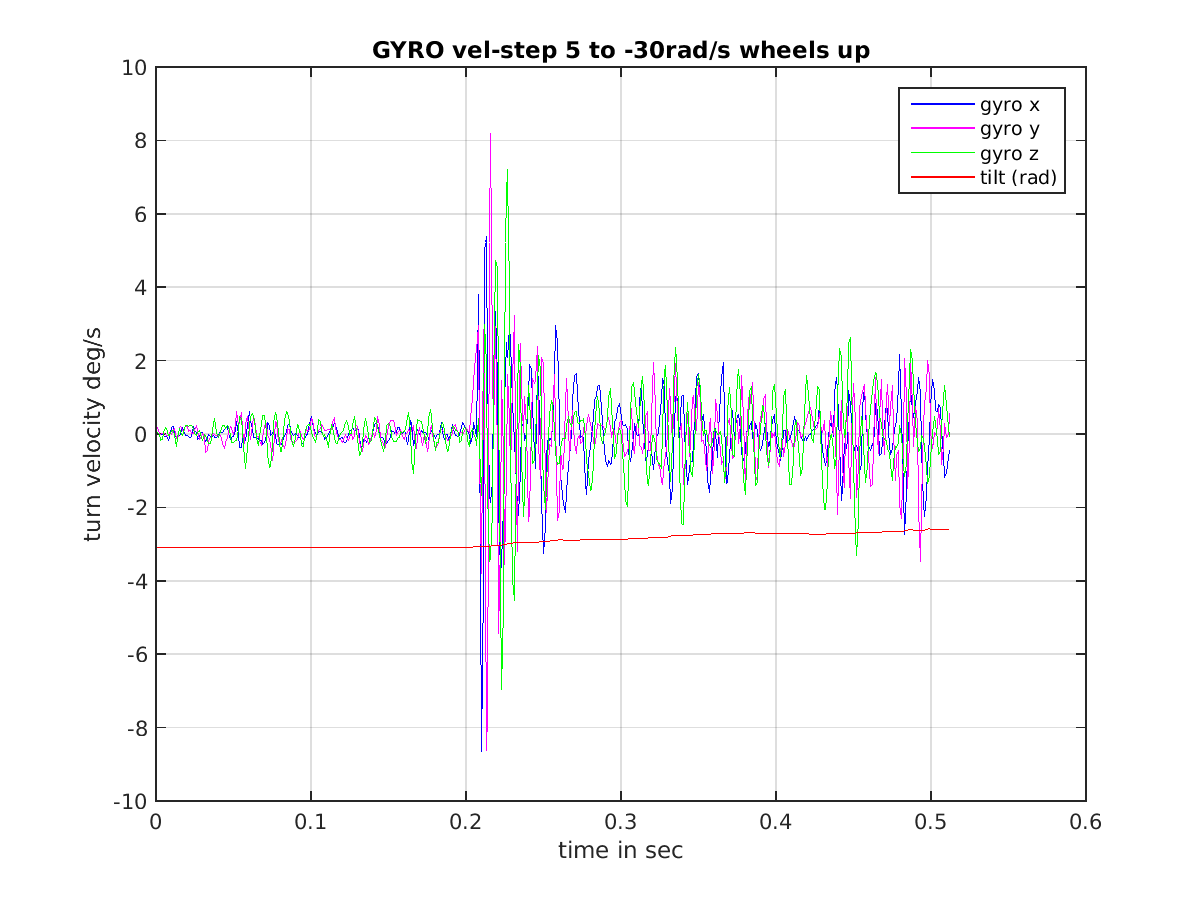 GYRO vel-step 5 to -30rad/s wheels up
10
8
6
4
2
0
-2
-4
-6
-8
-10
turn velocity deg/s
gyro x
gyro y
gyro z
tilt (rad)
0 0.1 0.2 0.3 0.4 0.5 0.6
time in sec